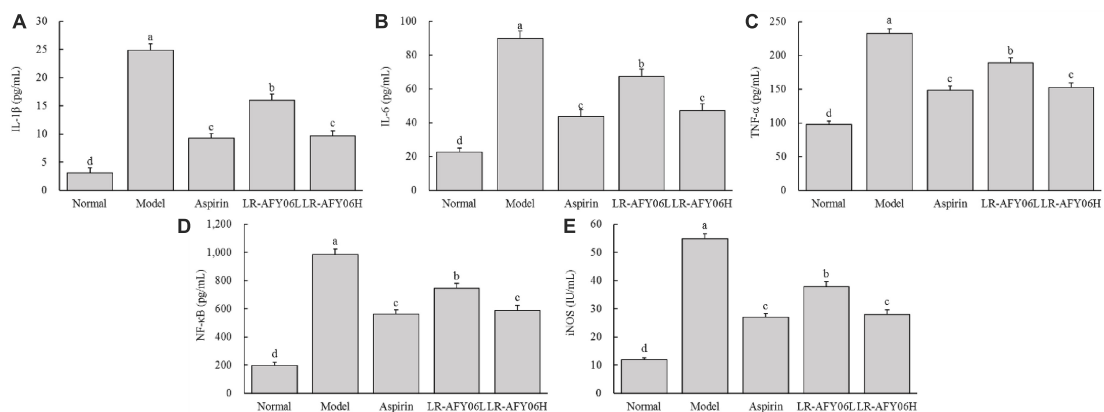 A
IL-1β (pg/mL)
30
25
20
15
10
5
0
d
a
c
b
c
Normal Model Aspirin LR-AFY06L LR-AFY06H
B
IL-6 (pg/mL)
100
80
60
40
20
0
d
a
c
b
c
Normal Model Aspirin LR-AFY06L LR-AFY06H
C
TNF-α (pg/mL)
250
200
150
100
50
0
d
a
c
b
c
Normal Model Aspirin LR-AFY06L LR-AFY06H
D
NF-κB (pg/mL)
1,200
1,000
800
600
400
200
0
d
a
c
b
c
Normal Model Aspirin LR-AFY06L LR-AFY06H
E
iNOS (IU/mL)
60
50
40
30
20
10
0
d
a
c
b
c
Normal Model Aspirin LR-AFY06L LR-AFY06H